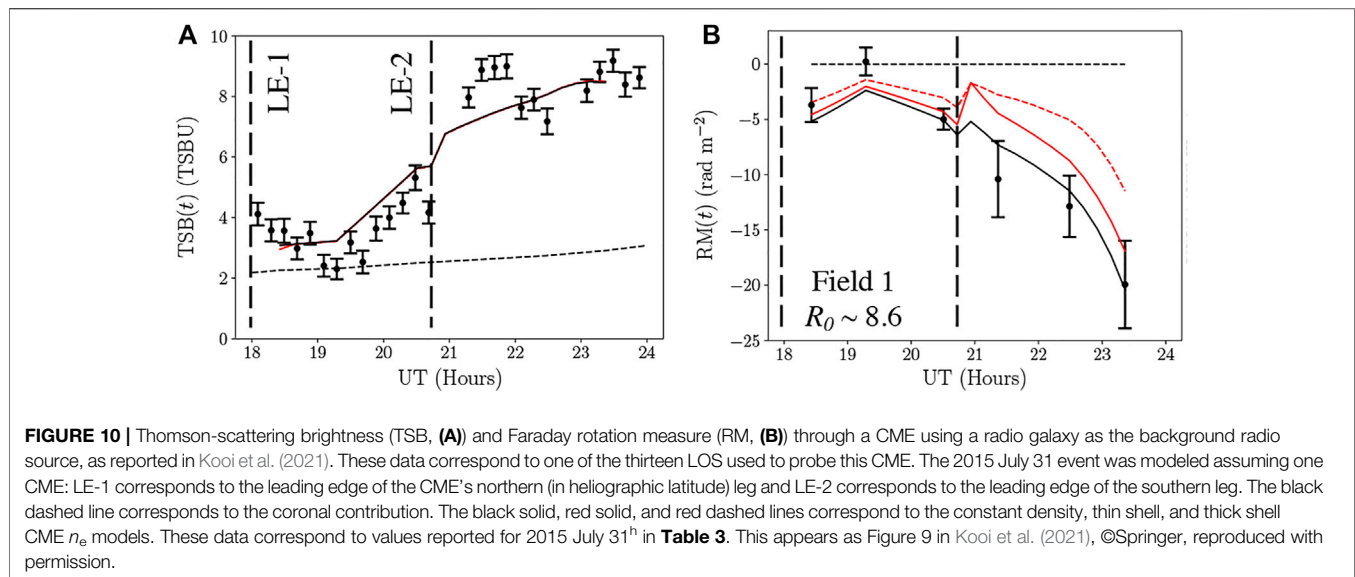 A
10
8
6
4
2
0
TSB(t) (TSBU)
LE-1
LE-2
18 19 20 21 22 23 24
UT (Hours)
B
0
−5
−10
−15
−20
−25
RM(t) (rad m⁻²)
Field 1
R₀ ~ 8.6
18 19 20 21 22 23 24
UT (Hours)
FIGURE 10 | Thomson-scattering brightness (TSB, (A)) and Faraday rotation measure (RM, (B)) through a CME using a radio galaxy as the background radio
source, as reported in Kooi et al. (2021). These data correspond to one of the thirteen LOS used to probe this CME. The 2015 July 31 event was modeled assuming one
CME: LE-1 corresponds to the leading edge of the CME's northern (in heliographic latitude) leg and LE-2 corresponds to the leading edge of the southern leg. The black
dashed line corresponds to the coronal contribution. The black solid, red solid, and red dashed lines correspond to the constant density, thin shell, and thick shell
CME nₑ models. These data correspond to values reported for 2015 July 31ʰ in Table 3. This appears as Figure 9 in Kooi et al. (2021), ©Springer, reproduced with
permission.